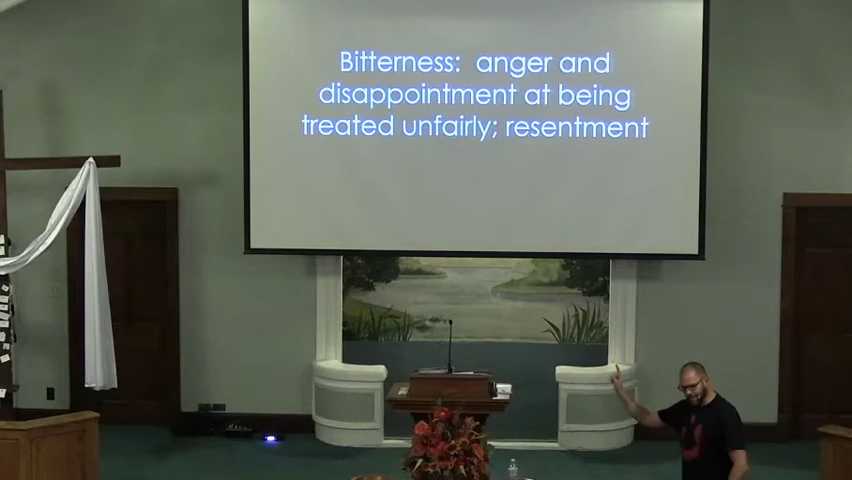 Bitterness: anger and
disappointment at being
treated unfairly; resentment